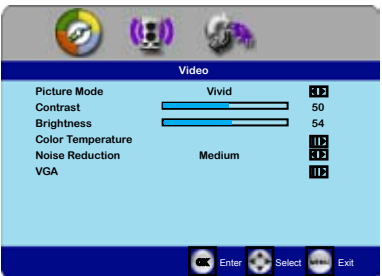 Video
Picture Mode Vivid
Contrast 50
Brightness 54
Color Temperature
Noise Reduction Medium
VGA
OK Enter Select MENU Exit